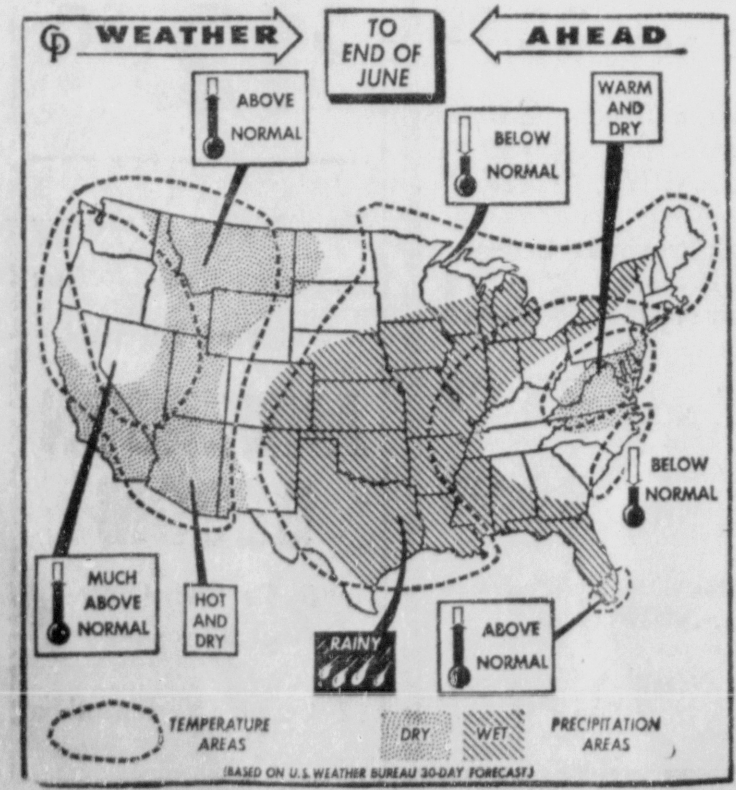 CP WEATHER
TO
END OF
JUNE
AHEAD
ABOVE
NORMAL
BELOW
NORMAL
WARM
AND
DRY
BELOW
NORMAL
MUCH
ABOVE
NORMAL
HOT
AND
DRY
RAINY
ABOVE
NORMAL
TEMPERATURE
AREAS
DRY
WET
PRECIPITATION
AREAS
(BASED ON U.S. WEATHER BUREAU 30-DAY FORECAST.)